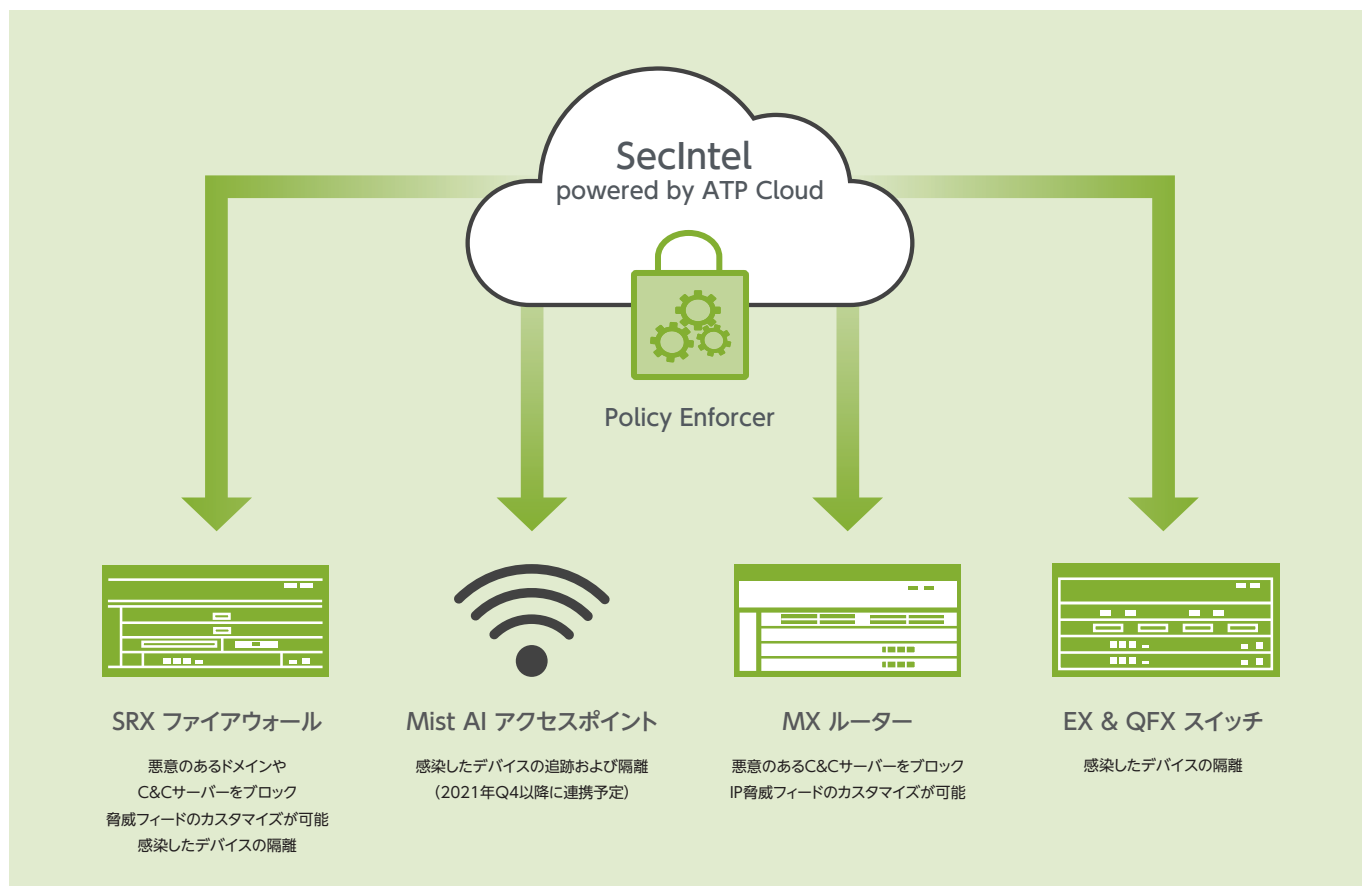 SecIntel
powered by ATP Cloud
Policy Enforcer
SRX ファイアウォール
悪意のあるドメインや
C&Cサーバーをブロック
脅威フィードのカスタマイズが可能
感染したデバイスの隔離
Mist AI アクセスポイント
感染したデバイスの追跡および隔離
（2021年Q4以降に連携予定）
MX ルーター
悪意のあるC&Cサーバーをブロック
IP脅威フィードのカスタマイズが可能
EX & QFX スイッチ
感染したデバイスの隔離